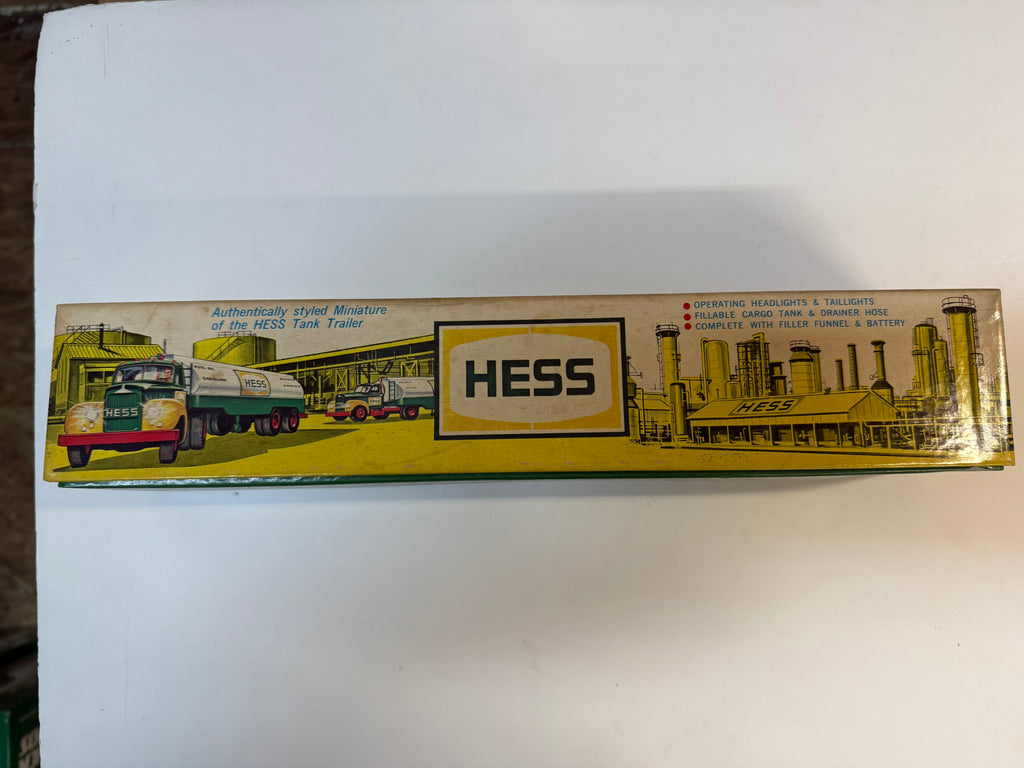 Authentically styled Miniature
of the HESS Tank Trailer
HESS
HESS
HESS
OPERATING HEADLIGHTS & TAILLIGHTS
FILLABLE CARGO TANK & DRAINER HOSE
COMPLETE WITH FILLER FUNNEL & BATTERY
HESS